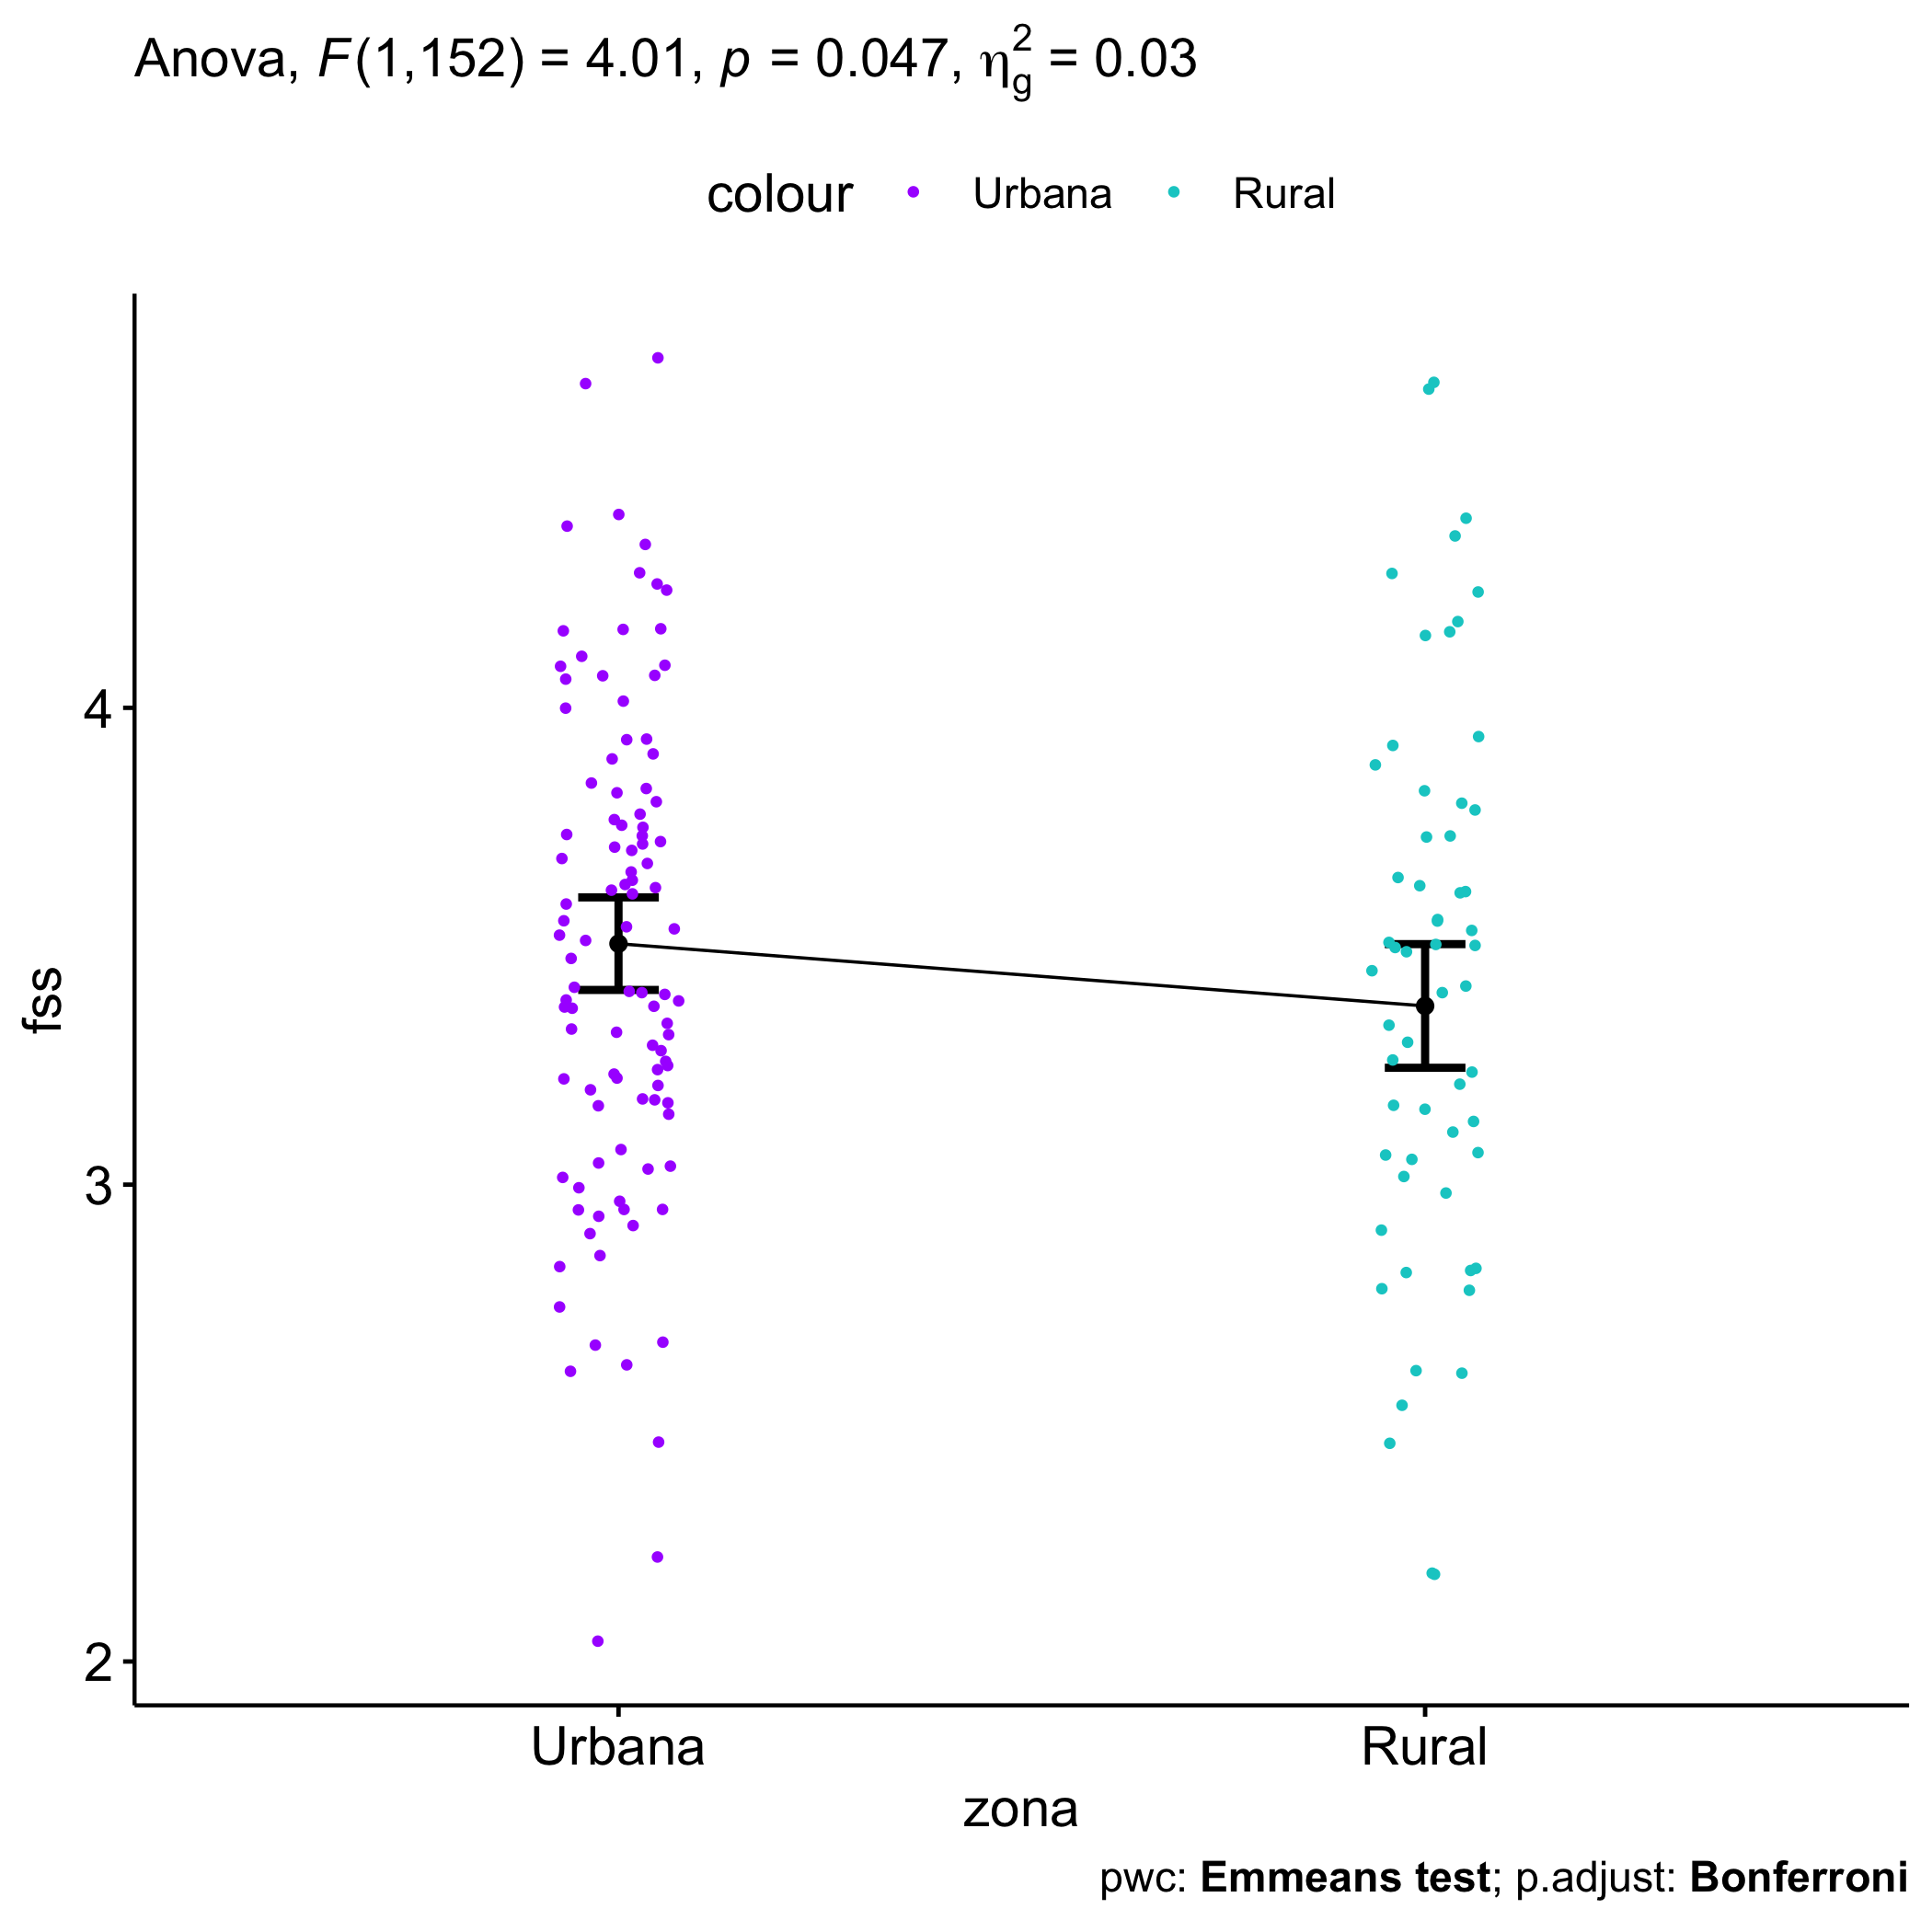 Anova, F(1,152) = 4.01, p = 0.047, η²g = 0.03
colour Urbana Rural
fss
4
3
2
Urbana Rural
zona
pwc: Emmeans test; p.adjust: Bonferroni